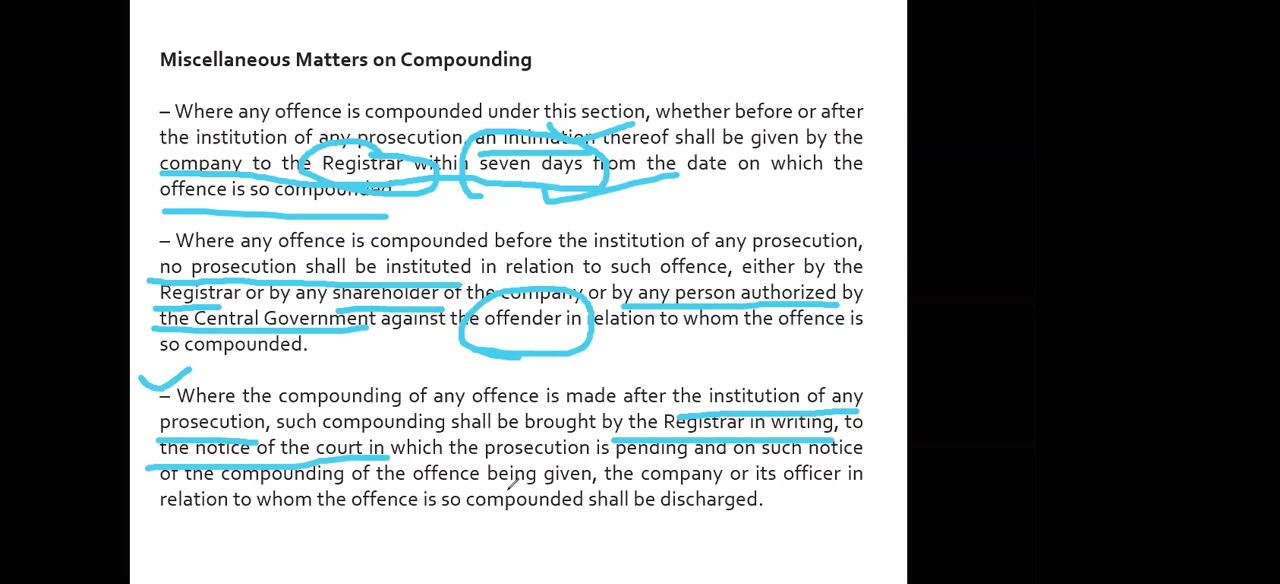 Miscellaneous Matters on Compounding
– Where any offence is compounded under this section, whether before or after
the institution of any prosecution, an intimation thereof shall be given by the
company to the Registrar within seven days from the date on which the
offence is so compounded.
– Where any offence is compounded before the institution of any prosecution,
no prosecution shall be instituted in relation to such offence, either by the
Registrar or by any shareholder of the company or by any person authorized by
the Central Government against the offender in relation to whom the offence is
so compounded.
– Where the compounding of any offence is made after the institution of any
prosecution, such compounding shall be brought by the Registrar in writing, to
the notice of the court in which the prosecution is pending and on such notice
of the compounding of the offence being given, the company or its officer in
relation to whom the offence is so compounded shall be discharged.